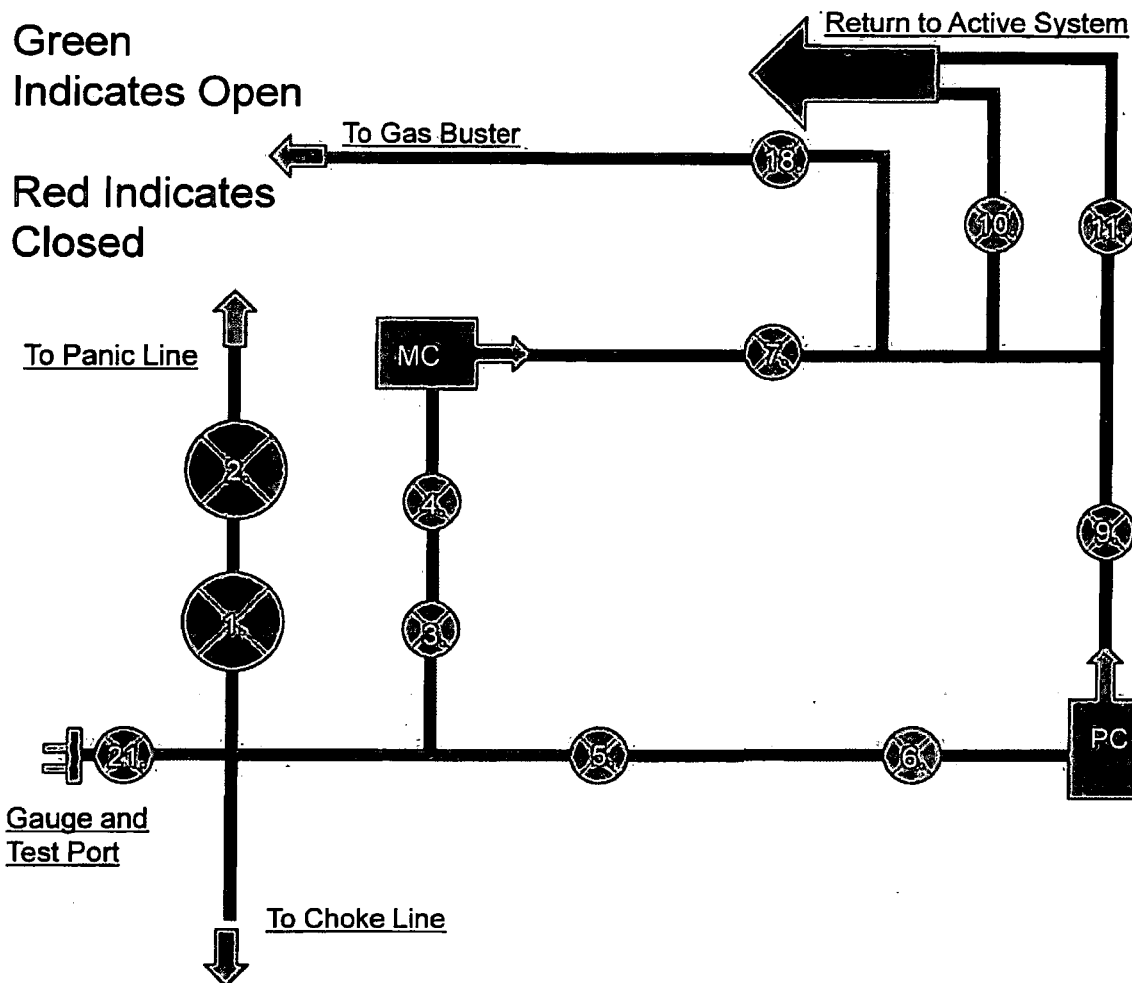 Green
Indicates Open
Return to Active System
To Gas Buster
18.
Red Indicates
Closed
10.
11.
To Panic Line
MC
7.
2.
4.
9.
1.
3.
21.
5.
6.
PC
Gauge and
Test Port
To Choke Line